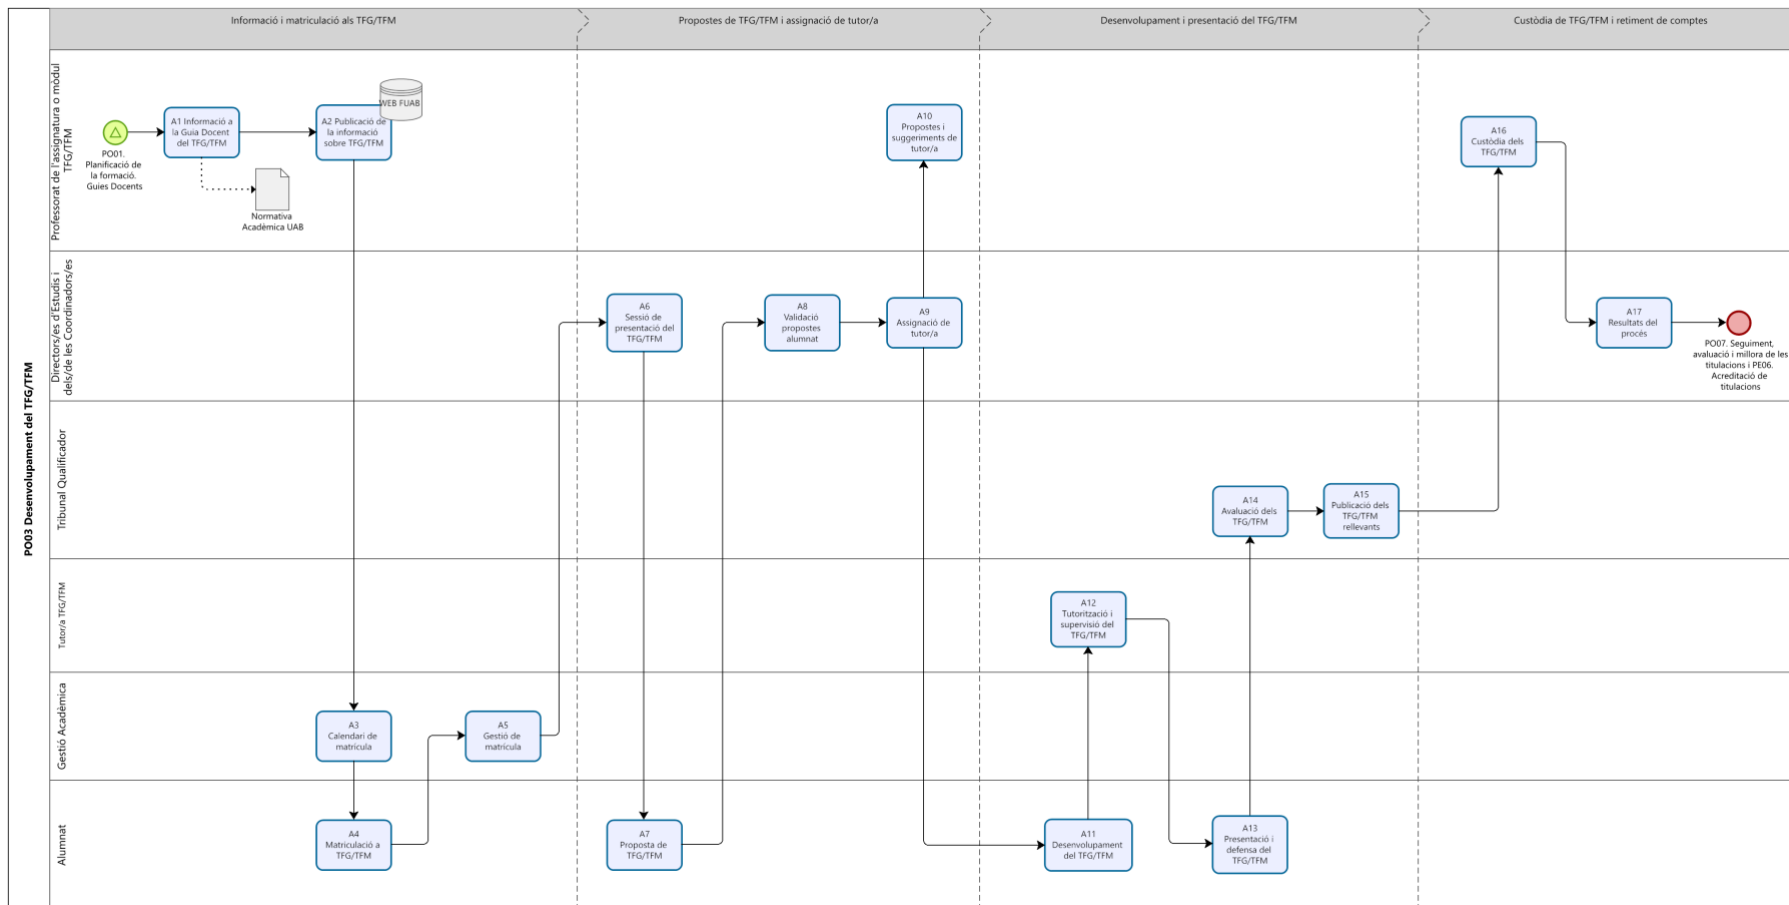 Informació i matriculació als TFG/TFM
Propostes de TFG/TFM i assignació de tutor/a
Desenvolupament i presentació del TFG/TFM
Custòdia de TFG/TFM i retiment de comptes
PO03 Desenvolupament del TFG/TFM
Professorat de l'assignatura o mòdul
TFG/TFM
PO01.
Planificació de
la formació.
Guies Docents
A1 Informació a
la Guia Docent
del TFG/TFM
Normativa
Acadèmica UAB
A2 Publicació de
la informació
sobre TFG/TFM
WEB FUAB
A10
Propostes i
suggeriments de
tutor/a
A16
Custòdia dels
TFG/TFM
Directors/es d'Estudis i
dels/de les Coordinadors/es
A6
Sessió de
presentació del
TFG/TFM
A8
Validació
propostes
alumnat
A9
Assignació de
tutor/a
A17
Resultats del
procés
PO07. Seguiment,
avaluació i millora de les
titulacions i PE06.
Acreditació de
titulacions
Tribunal Qualificador
A14
Avaluació dels
TFG/TFM
A15
Publicació dels
TFG/TFM
rellevants
Tutor/a TFG/TFM
A12
Tutorització i
supervisió del
TFG/TFM
Gestió Acadèmica
A3
Calendari de
matrícula
A5
Gestió de
matrícula
Alumnat
A4
Matriculació a
TFG/TFM
A7
Proposta de
TFG/TFM
A11
Desenvolupament
del TFG/TFM
A13
Presentació i
defensa del
TFG/TFM